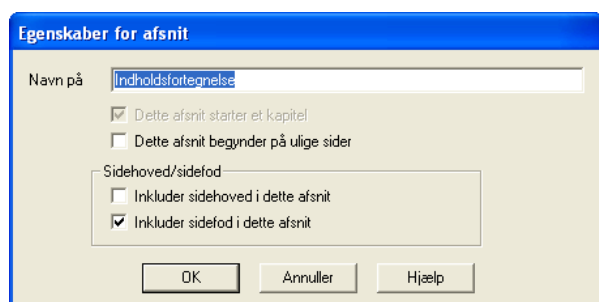 Egenskaber for afsnit
Navn på Indholdsfortegnelse
Dette afsnit starter et kapitel
Dette afsnit begynder på ulige sider
Sidehoved/sidefod
Inkluder sidehoved i dette afsnit
Inkluder sidefod i dette afsnit
OK Annuller Hjælp